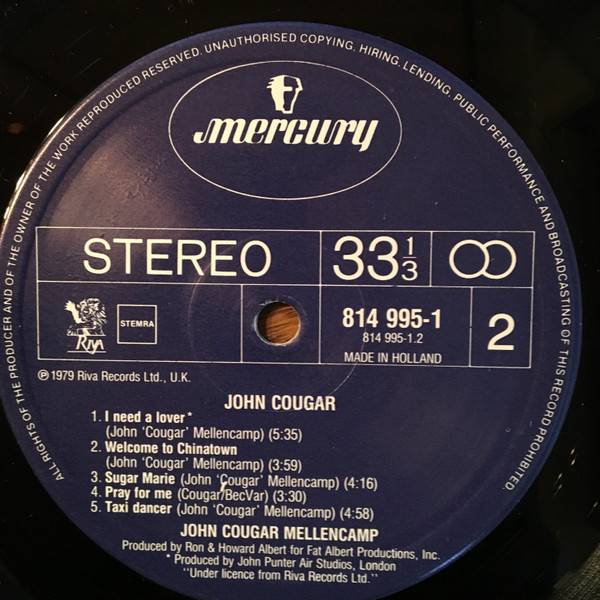 ALL RIGHTS OF THE PRODUCER AND OF THE OWNER OF THE WORK REPRODUCED RESERVED. UNAUTHORISED COPYING, HIRING, LENDING, PUBLIC PERFORMANCE AND BROADCASTING OF THIS RECORD PROHIBITED.
mercury
STEREO
33 1/3
Riva
STEMRA
814 995-1
814 995-1.2
MADE IN HOLLAND
2
℗ 1979 Riva Records Ltd., U.K.
JOHN COUGAR
1. I need a lover*
(John 'Cougar' Mellencamp) (5:35)
2. Welcome to Chinatown
(John 'Cougar' Mellencamp) (3:59)
3. Sugar Marie (John 'Cougar' Mellencamp) (4:16)
4. Pray for me (Cougar/BecVar) (3:30)
5. Taxi dancer (John 'Cougar' Mellencamp) (4:58)
JOHN COUGAR MELLENCAMP
Produced by Ron & Howard Albert for Fat Albert Productions, Inc.
* Produced by John Punter Air Studios, London
"Under licence from Riva Records Ltd."